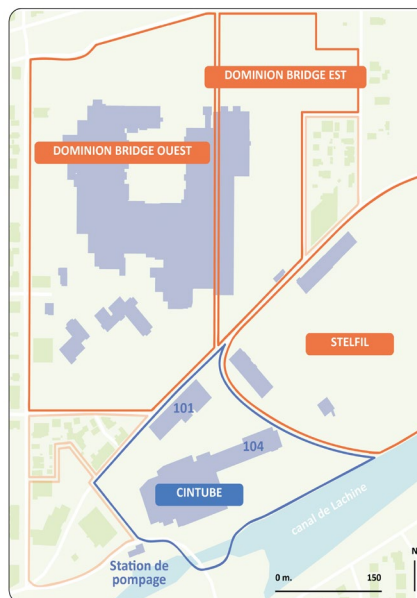 DOMINION BRIDGE EST
DOMINION BRIDGE OUEST
STELFIL
101
104
CINTUBE
canal de Lachine
Station de
pompage
0 m.
150
N